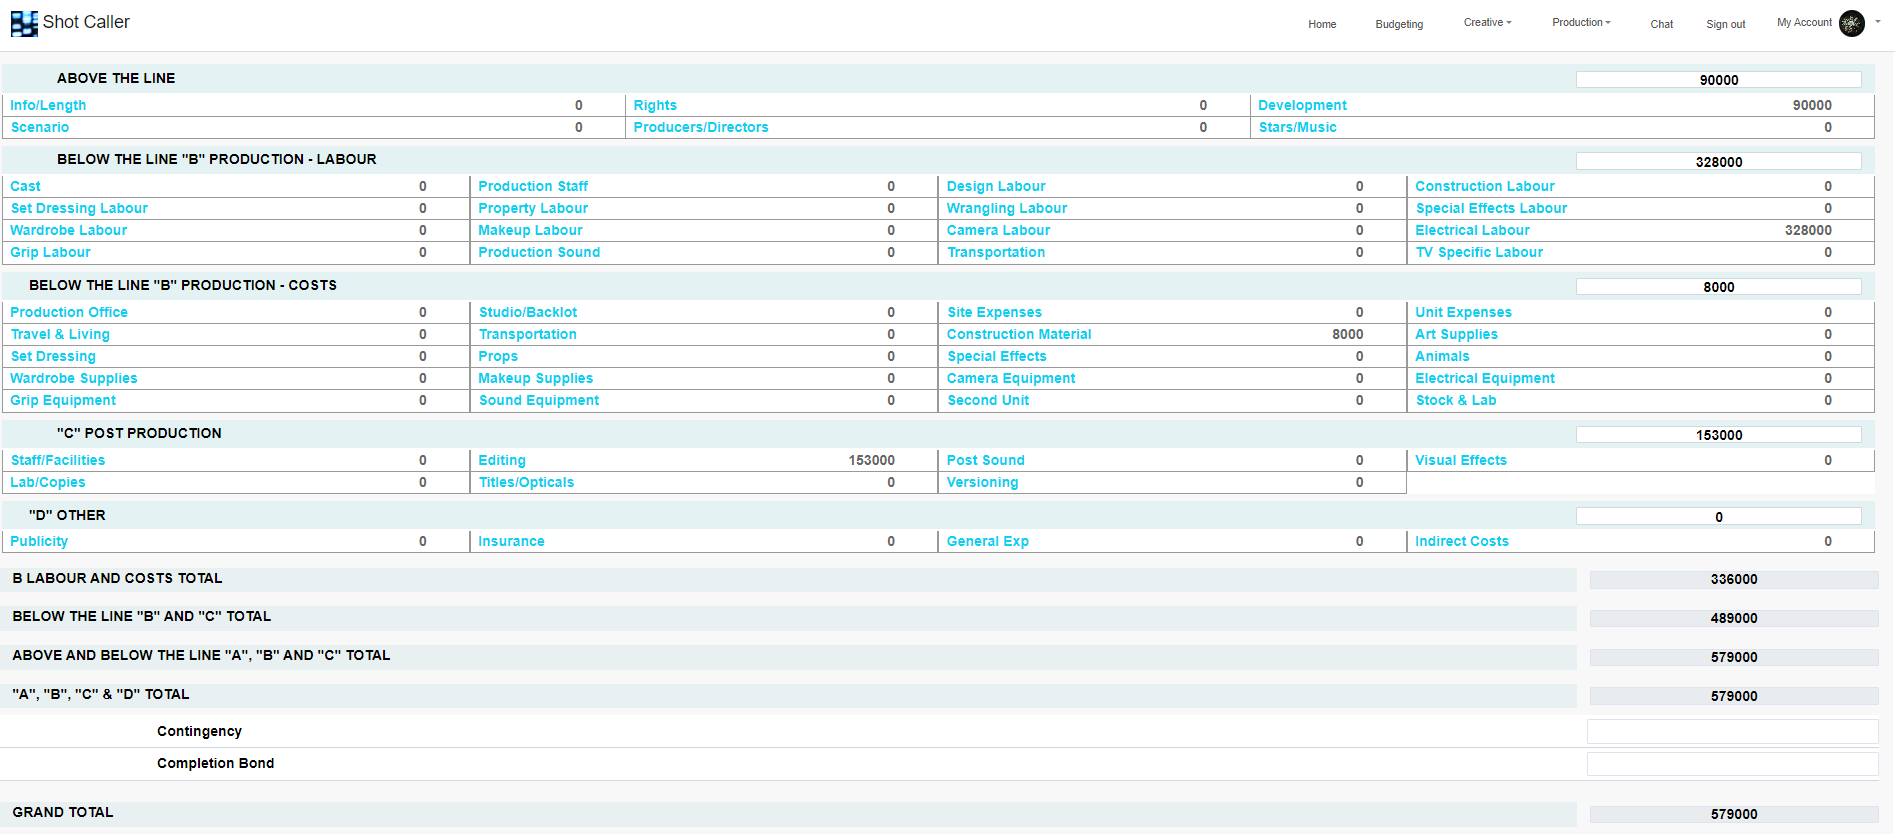 Shot Caller Home Budgeting Creative Production Chat Sign out My Account
ABOVE THE LINE 90000
Info/Length 0 Rights 0 Development 90000
Scenario 0 Producers/Directors 0 Stars/Music 0
BELOW THE LINE "B" PRODUCTION - LABOUR 328000
Cast 0 Production Staff 0 Design Labour 0 Construction Labour 0
Set Dressing Labour 0 Property Labour 0 Wrangling Labour 0 Special Effects Labour 0
Wardrobe Labour 0 Makeup Labour 0 Camera Labour 0 Electrical Labour 328000
Grip Labour 0 Production Sound 0 Transportation 0 TV Specific Labour 0
BELOW THE LINE "B" PRODUCTION - COSTS 8000
Production Office 0 Studio/Backlot 0 Site Expenses 0 Unit Expenses 0
Travel & Living 0 Transportation 0 Construction Material 8000 Art Supplies 0
Set Dressing 0 Props 0 Special Effects 0 Animals 0
Wardrobe Supplies 0 Makeup Supplies 0 Camera Equipment 0 Electrical Equipment 0
Grip Equipment 0 Sound Equipment 0 Second Unit 0 Stock & Lab 0
"C" POST PRODUCTION 153000
Staff/Facilities 0 Editing 153000 Post Sound 0 Visual Effects 0
Lab/Copies 0 Titles/Opticals 0 Versioning 0
"D" OTHER 0
Publicity 0 Insurance 0 General Exp 0 Indirect Costs 0
B LABOUR AND COSTS TOTAL 336000
BELOW THE LINE "B" AND "C" TOTAL 489000
ABOVE AND BELOW THE LINE "A", "B" AND "C" TOTAL 579000
"A", "B", "C" & "D" TOTAL 579000
Contingency
Completion Bond
GRAND TOTAL 579000